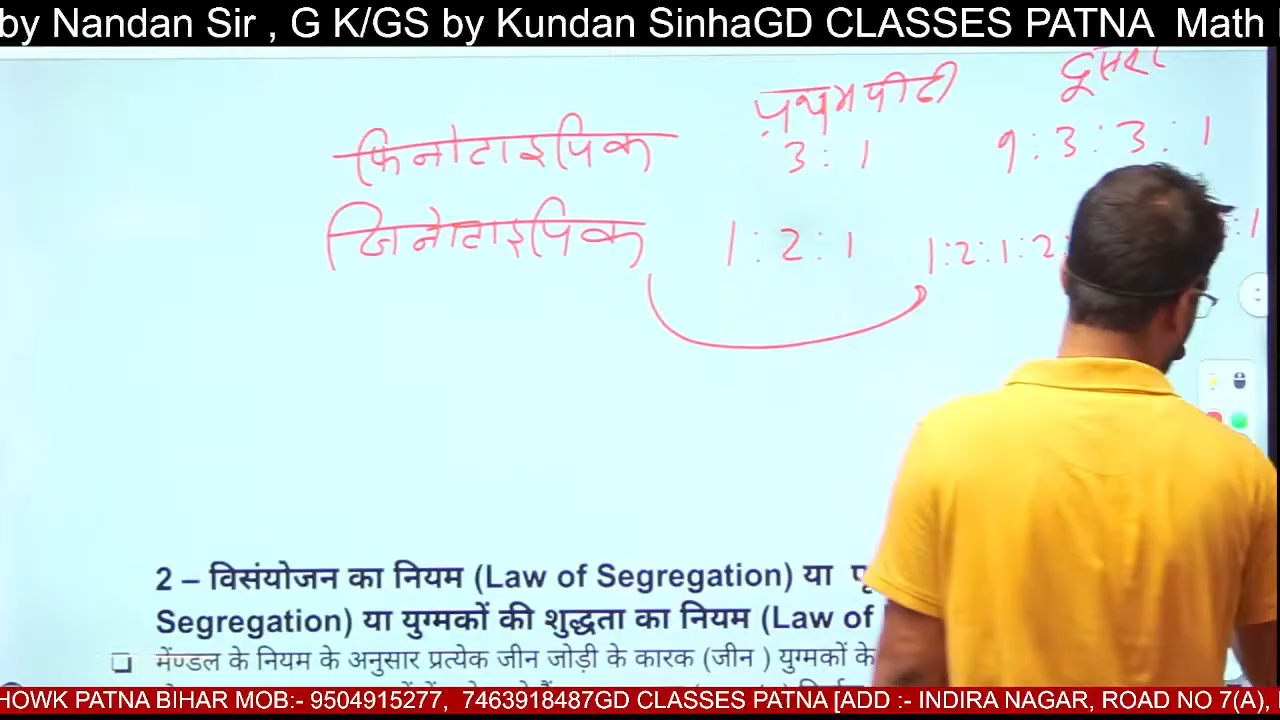 by Nandan Sir , G K/GS by Kundan SinhaGD CLASSES PATNA Math
दूसरा
प्रथम पीढी
फिनोटाइपिक 3 : 1 9 : 3 : 3 : 1
जिनोटाइपिक 1 : 2 : 1 1 : 2 : 1 : 2 : : 1
2 – विसंयोजन का नियम (Law of Segregation) या
Segregation) या युग्मकों की शुद्धता का नियम (Law of
मेंण्डल के नियम के अनुसार प्रत्येक जीन जोड़ी के कारक (जीन ) युग्मकों के
HOWK PATNA BIHAR MOB:- 9504915277, 7463918487GD CLASSES PATNA [ADD :- INDIRA NAGAR, ROAD NO 7(A),